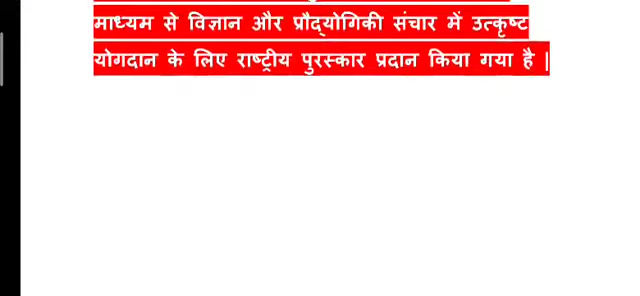 माध्यम से विज्ञान और प्रौद्योगिकी संचार में उत्कृष्ट
योगदान के लिए राष्ट्रीय पुरस्कार प्रदान किया गया है |